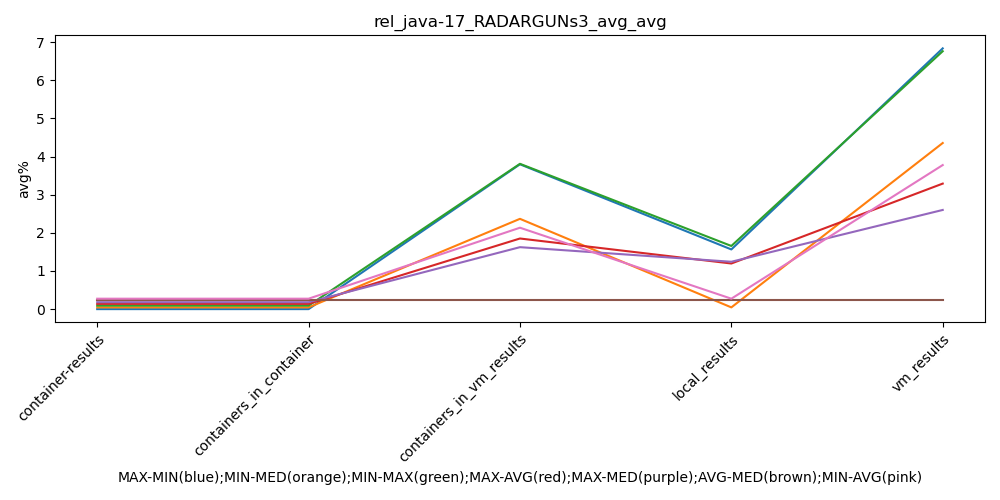 rel_java-17_RADARGUNs3_avg_avg
7
6
5
4
3
2
1
0
avg%
container-results
containers_in_container
containers_in_vm_results
local_results
vm_results
MAX-MIN(blue);MIN-MED(orange);MIN-MAX(green);MAX-AVG(red);MAX-MED(purple);AVG-MED(brown);MIN-AVG(pink)